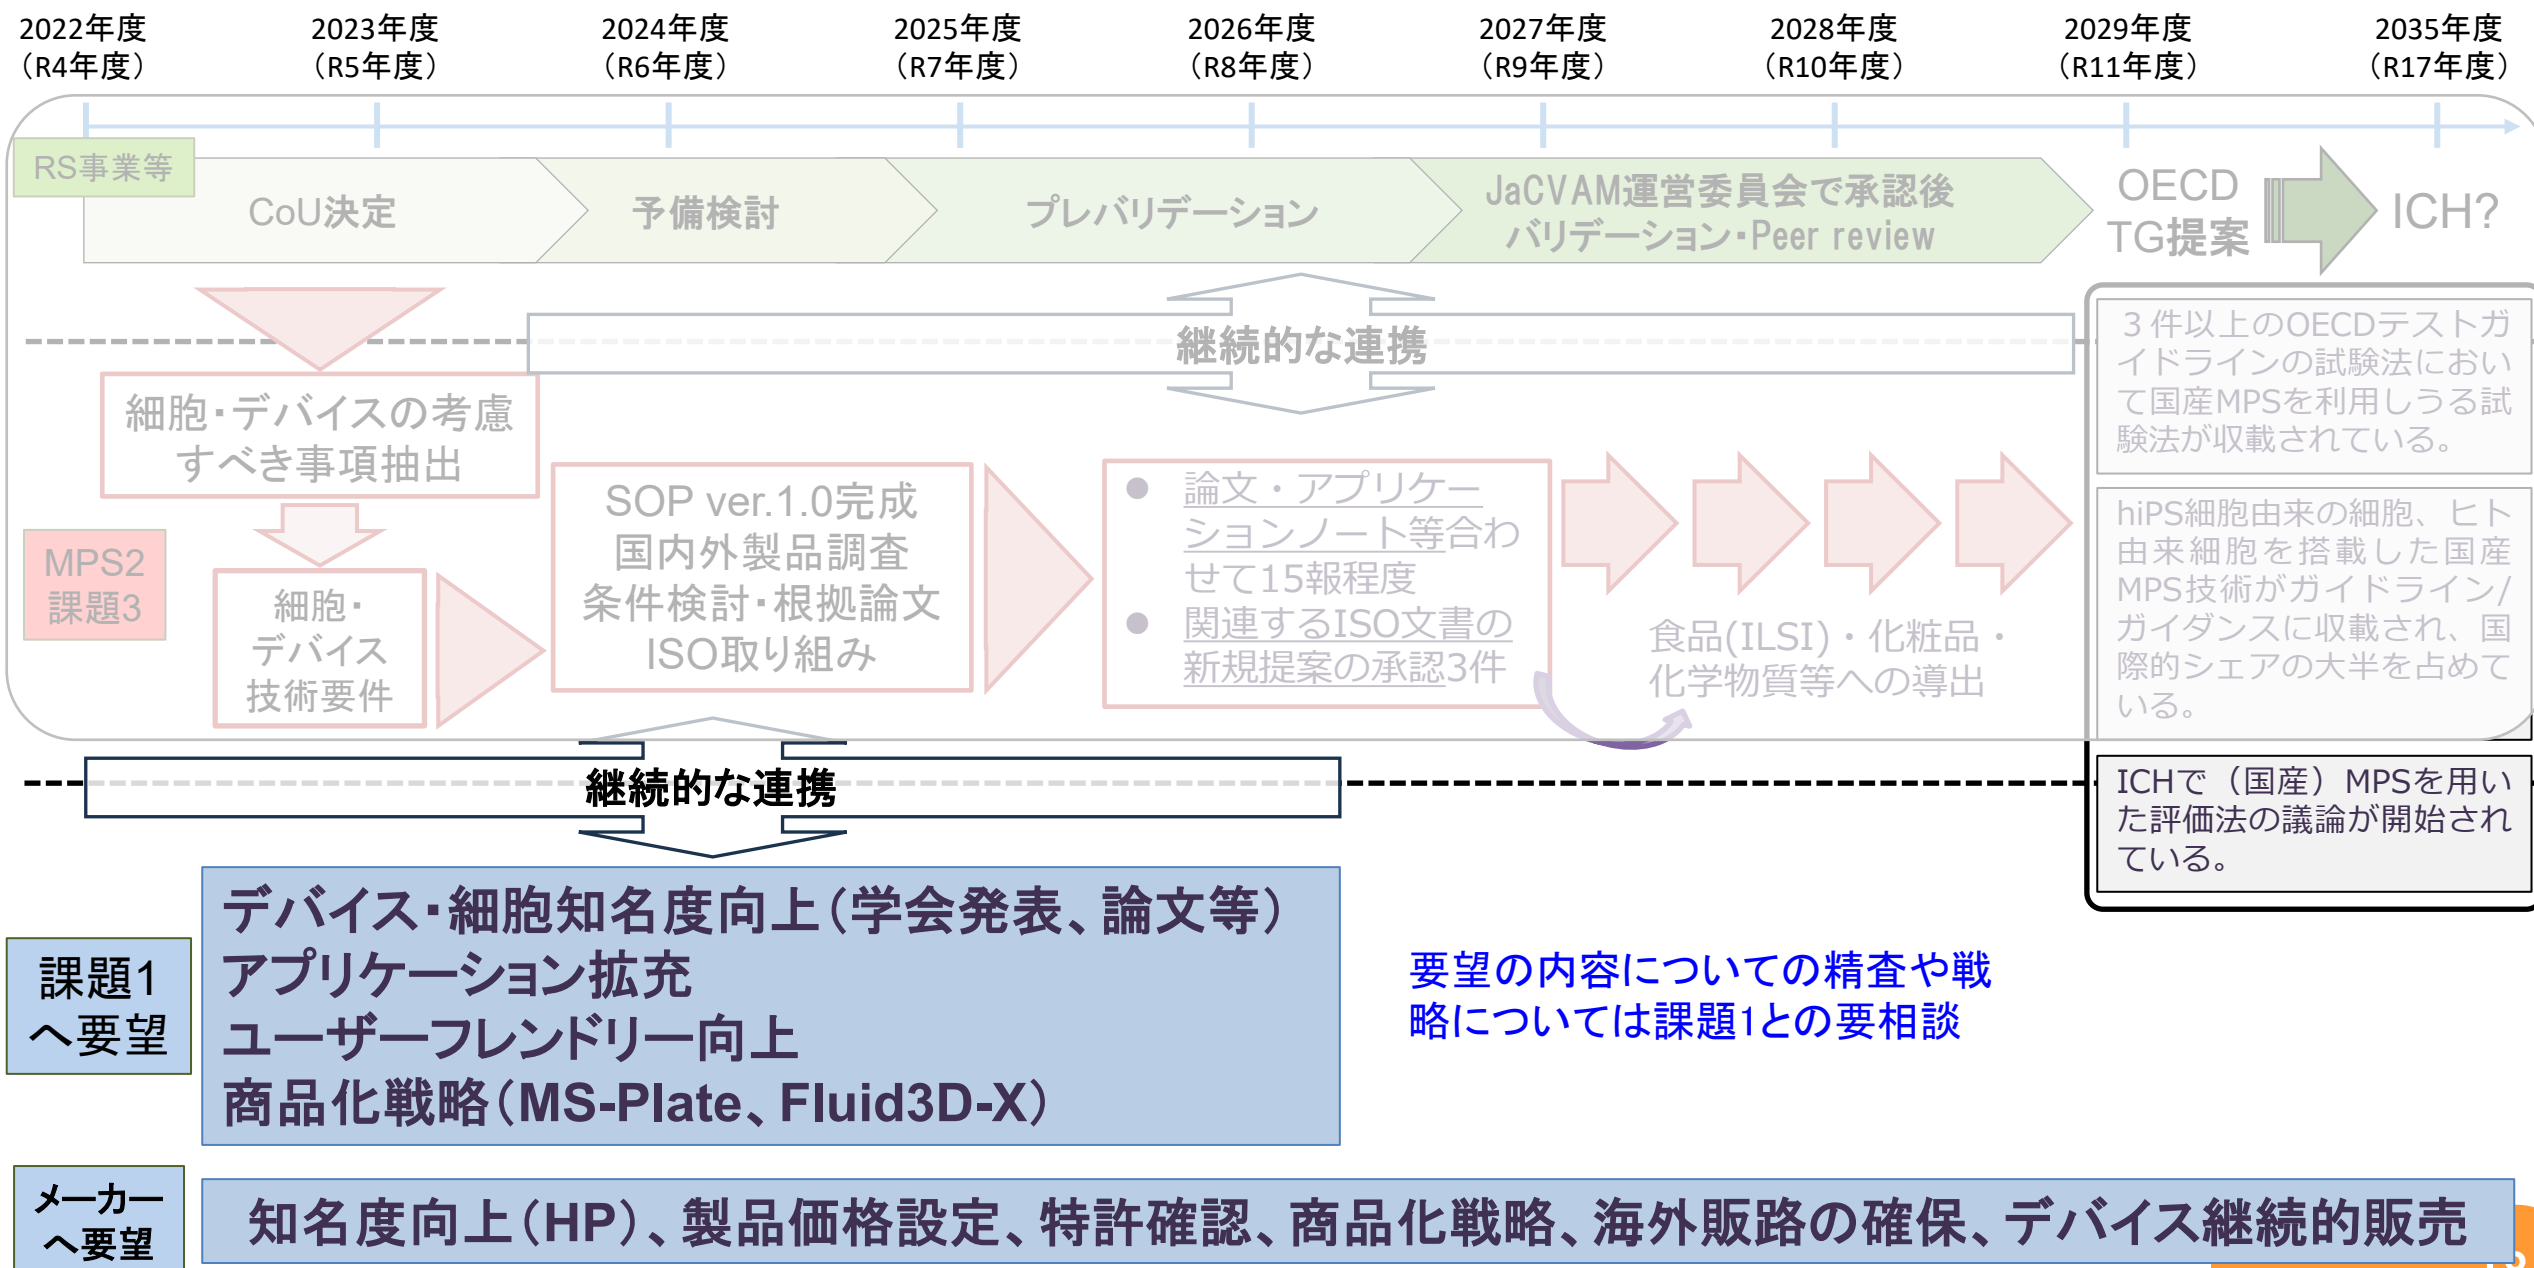 2022年度
（R4年度）
2023年度
（R5年度）
2024年度
（R6年度）
2025年度
（R7年度）
2026年度
（R8年度）
2027年度
（R9年度）
2028年度
（R10年度）
2029年度
（R11年度）
2035年度
（R17年度）
RS事業等
CoU決定
予備検討
プレバリデーション
JaCVAM運営委員会で承認後
バリデーション・Peer review
OECD
TG提案
ICH?
継続的な連携
細胞・デバイスの考慮
すべき事項抽出
MPS2
課題3
細胞・
デバイス
技術要件
SOP ver.1.0完成
国内外製品調査
条件検討・根拠論文
ISO取り組み
● 論文・アプリケー
ションノート等合わ
せて15報程度
● 関連するISO文書の
新規提案の承認3件
食品(ILSI)・化粧品・
化学物質等への導出
３件以上のOECDテストガ
イドラインの試験法におい
て国産MPSを利用しうる試
験法が収載されている。
hiPS細胞由来の細胞、ヒト
由来細胞を搭載した国産
MPS技術がガイドライン/
ガイダンスに収載され、国
際的シェアの大半を占めて
いる。
ICHで（国産）MPSを用い
た評価法の議論が開始され
ている。
継続的な連携
課題1
へ要望
デバイス・細胞知名度向上（学会発表、論文等）
アプリケーション拡充
ユーザーフレンドリー向上
商品化戦略（MS-Plate、Fluid3D-X）
要望の内容についての精査や戦
略については課題1との要相談
メーカー
へ要望
知名度向上（HP）、製品価格設定、特許確認、商品化戦略、海外販路の確保、デバイス継続的販売